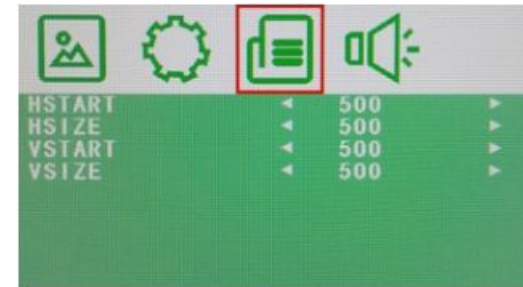 HSTART ◄ 500 ►
HSIZE ◄ 500 ►
VSTART ◄ 500 ►
VSIZE ◄ 500 ►